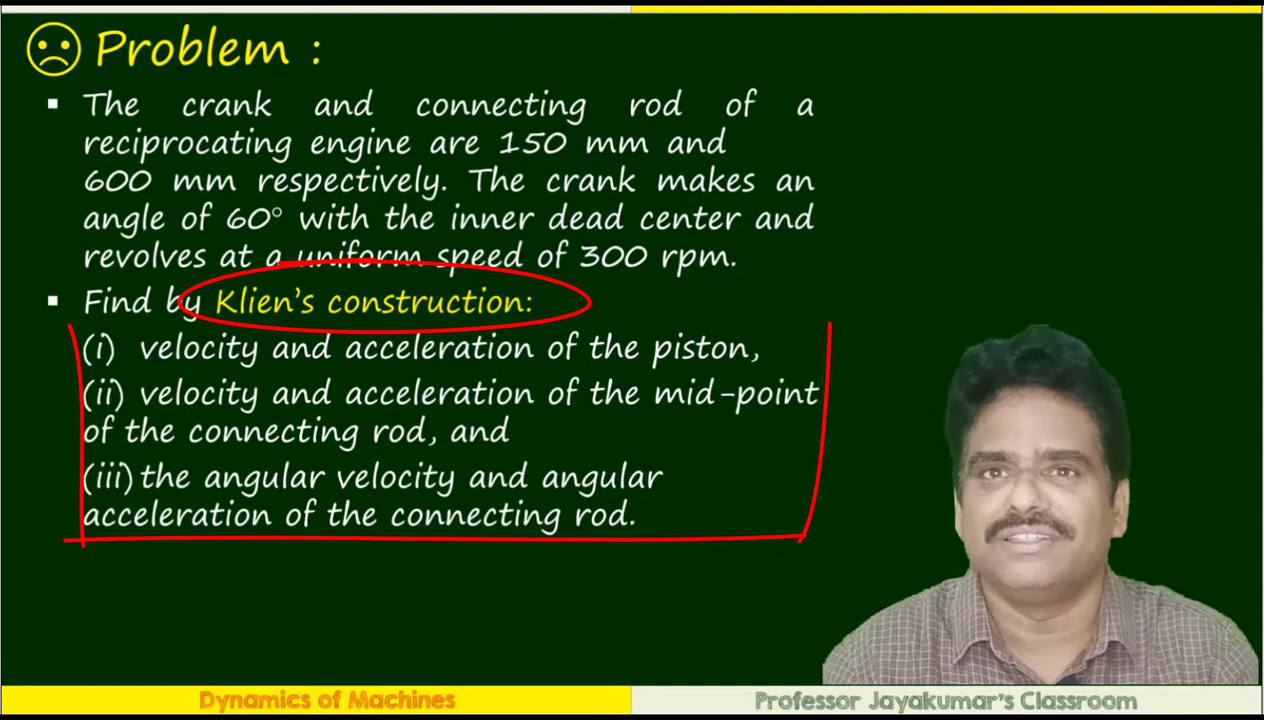 Problem :
▪ The crank and connecting rod of a
reciprocating engine are 150 mm and
600 mm respectively. The crank makes an
angle of 60° with the inner dead center and
revolves at a uniform speed of 300 rpm.
▪ Find by Klien's construction:
(i) velocity and acceleration of the piston,
(ii) velocity and acceleration of the mid-point
of the connecting rod, and
(iii) the angular velocity and angular
acceleration of the connecting rod.
Dynamics of Machines
Professor Jayakumar's Classroom